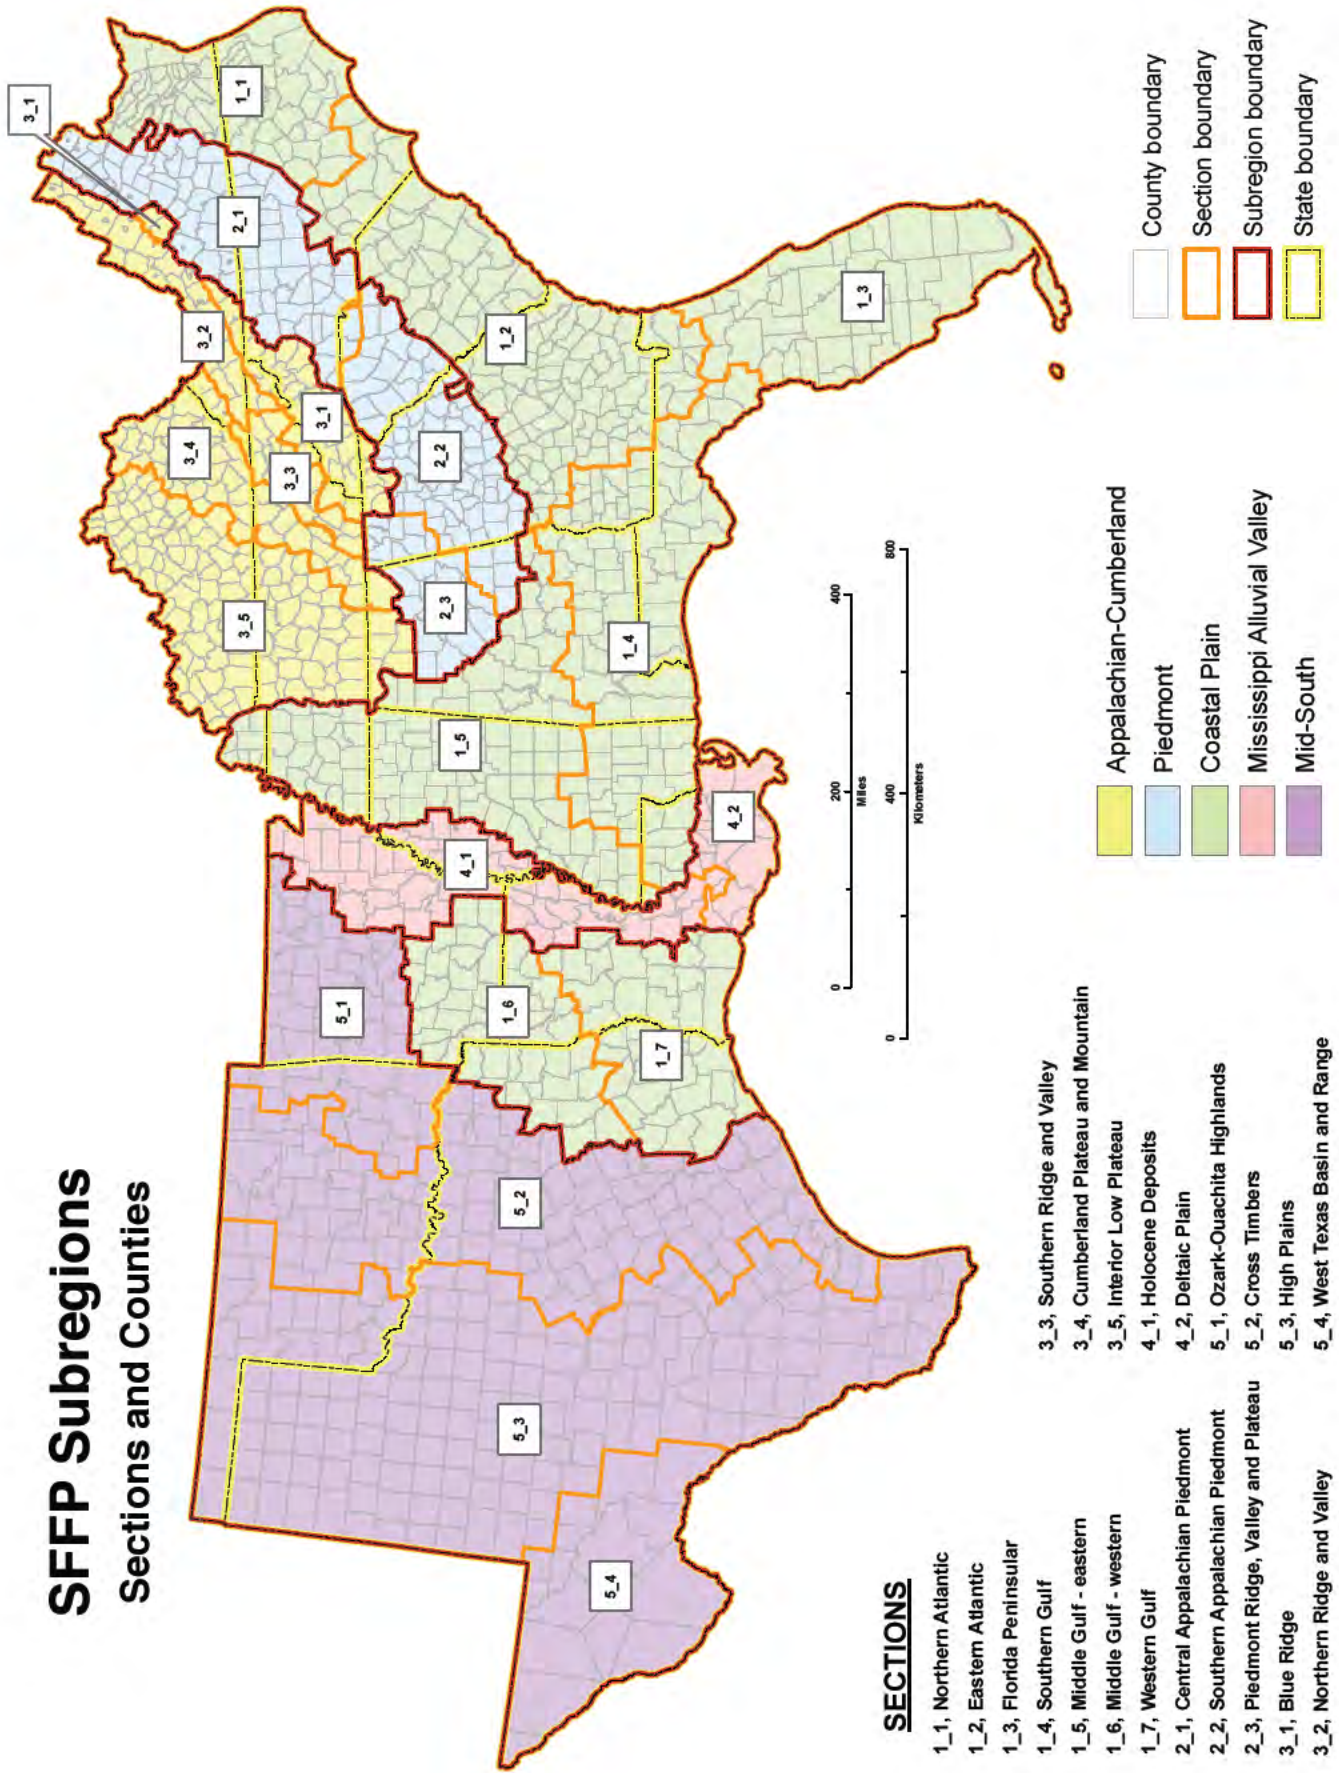 SFFP Subregions
Sections and Counties
3_1
1_1
2_1
3_2
3_4
3_1
3_3
3_5
1_2
2_2
2_3
1_3
1_4
1_5
4_1
4_2
5_1
1_6
1_7
5_2
5_3
5_4
0
200
400
Miles
0
400
800
Kilometers
SECTIONS
1_1, Northern Atlantic
1_2, Eastern Atlantic
1_3, Florida Peninsular
1_4, Southern Gulf
1_5, Middle Gulf - eastern
1_6, Middle Gulf - western
1_7, Western Gulf
2_1, Central Appalachian Piedmont
2_2, Southern Appalachian Piedmont
2_3, Piedmont Ridge, Valley and Plateau
3_1, Blue Ridge
3_2, Northern Ridge and Valley
3_3, Southern Ridge and Valley
3_4, Cumberland Plateau and Mountain
3_5, Interior Low Plateau
4_1, Holocene Deposits
4_2, Deltaic Plain
5_1, Ozark-Ouachita Highlands
5_2, Cross Timbers
5_3, High Plains
5_4, West Texas Basin and Range
Appalachian-Cumberland
Piedmont
Coastal Plain
Mississippi Alluvial Valley
Mid-South
County boundary
Section boundary
Subregion boundary
State boundary